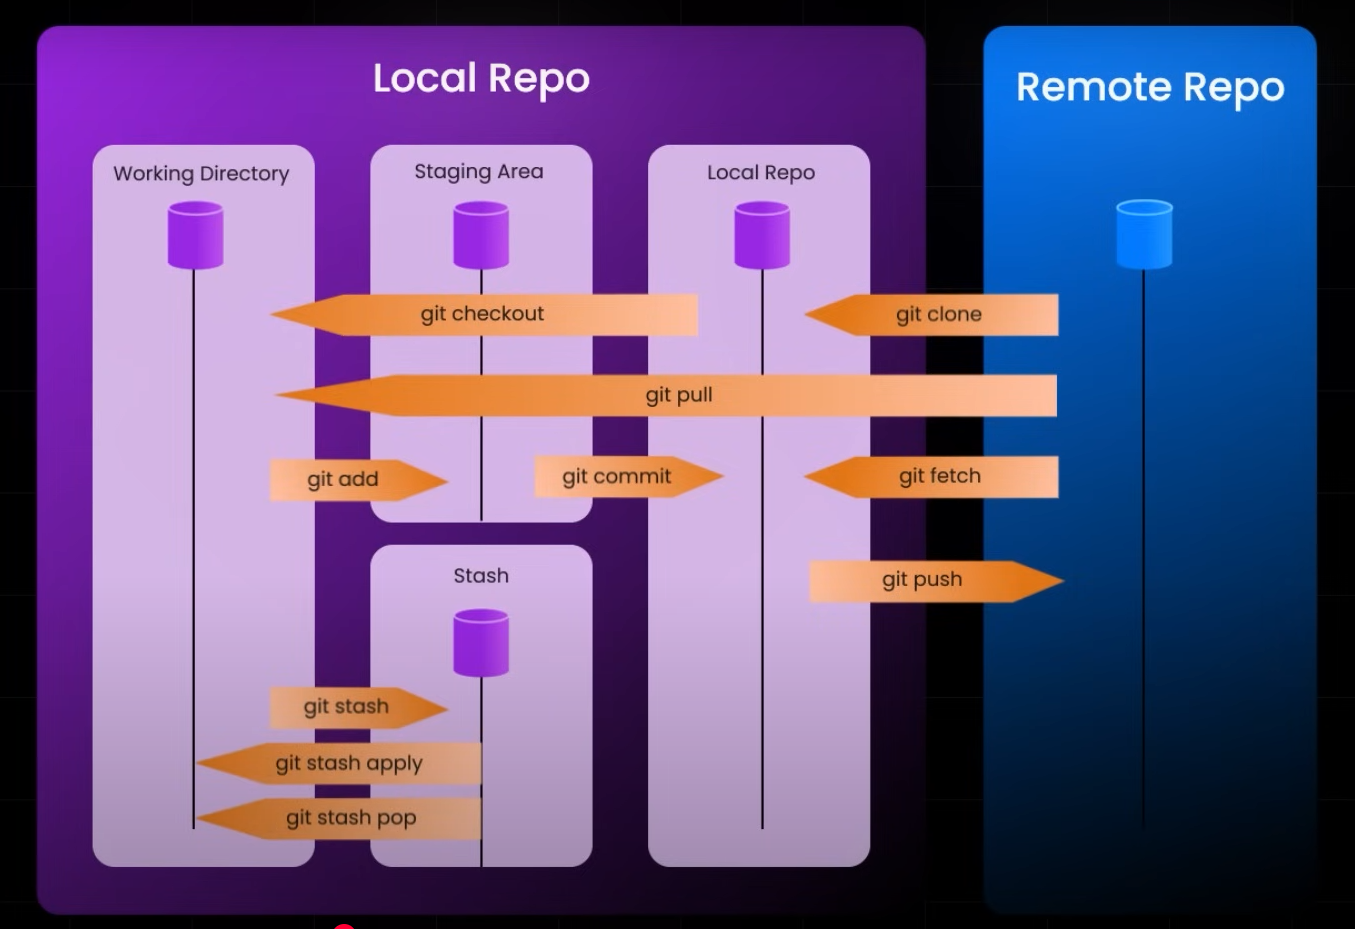 Local Repo
Remote Repo
Working Directory
Staging Area
Local Repo
git checkout
git clone
git pull
git add
git commit
git fetch
Stash
git push
git stash
git stash apply
git stash pop